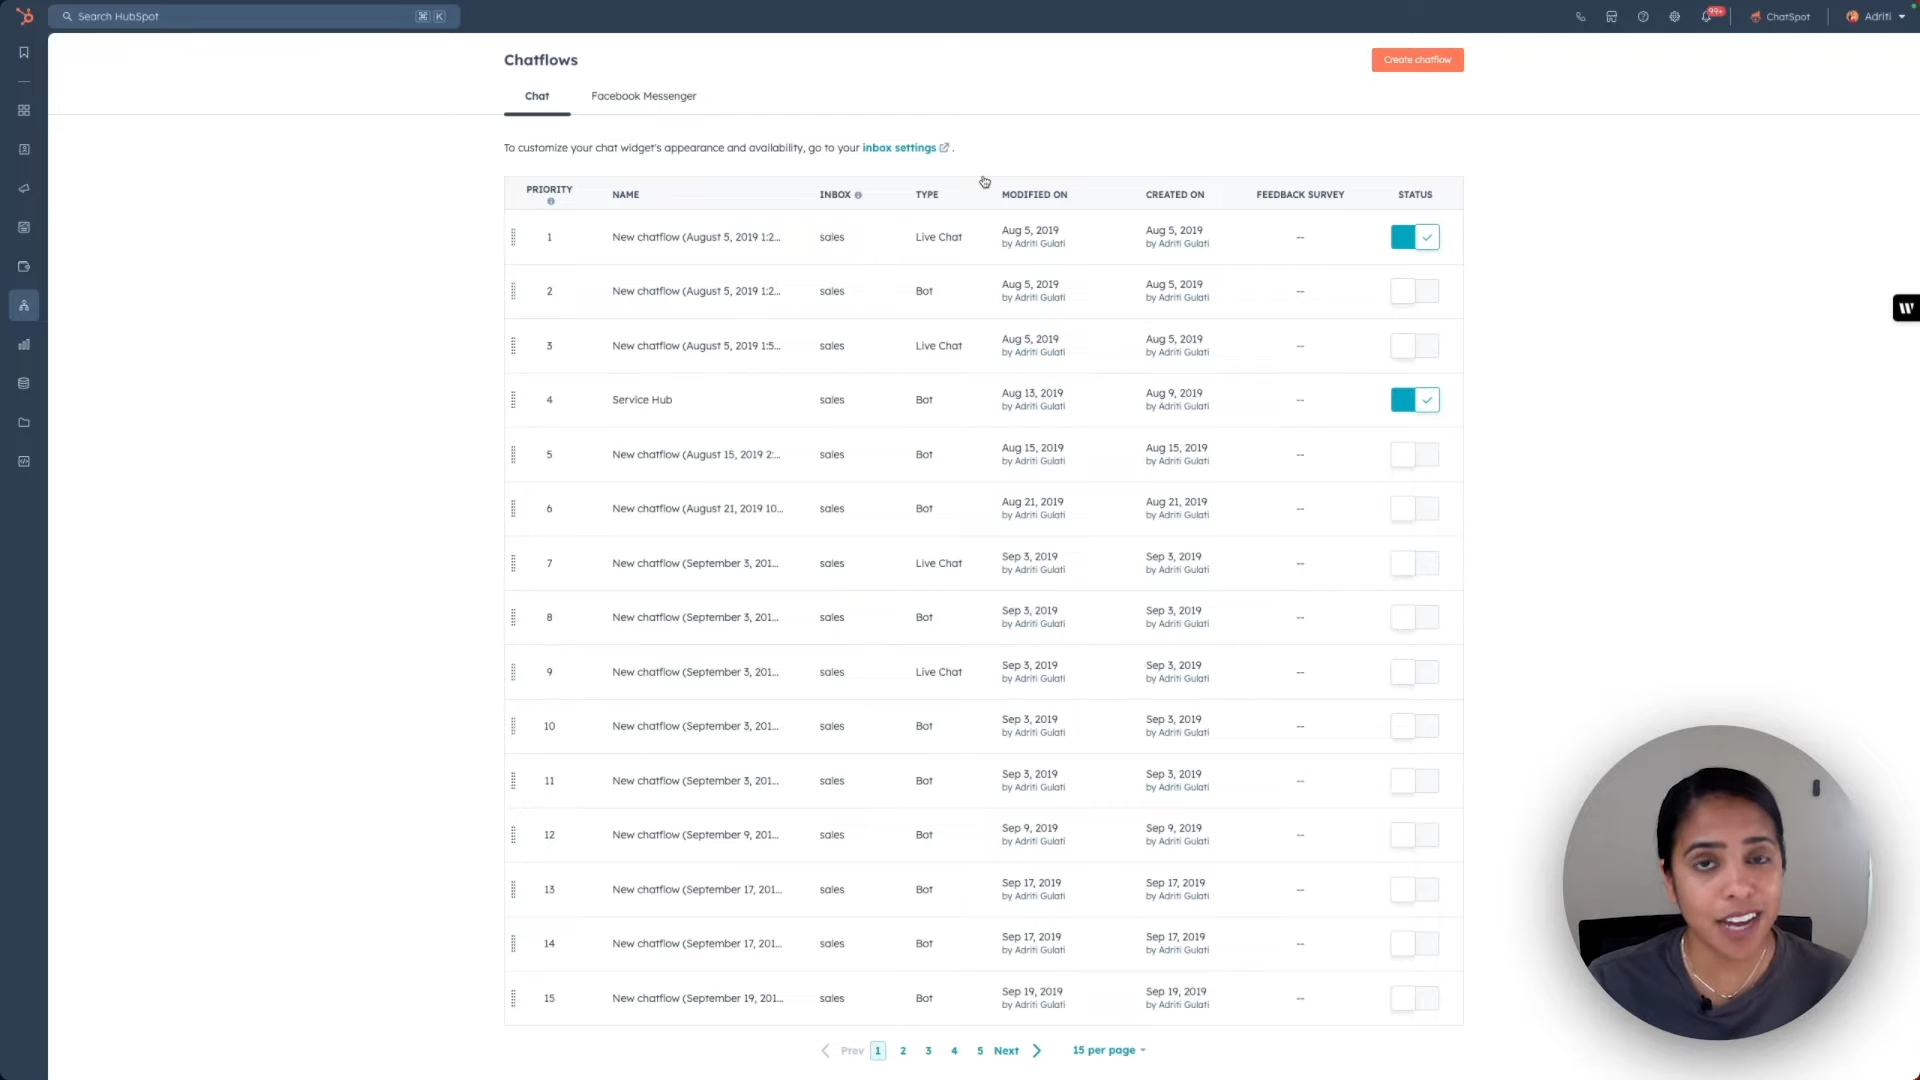 Search HubSpot
⌘ K
99+
ChatSpot
Adriti
Chatflows
Create chatflow
Chat
Facebook Messenger
To customize your chat widget's appearance and availability, go to your inbox settings .
PRIORITY NAME INBOX TYPE MODIFIED ON CREATED ON FEEDBACK SURVEY STATUS
1 New chatflow (August 5, 2019 1:2... sales Live Chat Aug 5, 2019 Aug 5, 2019 --
by Adriti Gulati by Adriti Gulati
2 New chatflow (August 5, 2019 1:2... sales Bot Aug 5, 2019 Aug 5, 2019 --
by Adriti Gulati by Adriti Gulati
3 New chatflow (August 5, 2019 1:5... sales Live Chat Aug 5, 2019 Aug 5, 2019 --
by Adriti Gulati by Adriti Gulati
4 Service Hub sales Bot Aug 13, 2019 Aug 9, 2019 --
by Adriti Gulati by Adriti Gulati
5 New chatflow (August 15, 2019 2:... sales Bot Aug 15, 2019 Aug 15, 2019 --
by Adriti Gulati by Adriti Gulati
6 New chatflow (August 21, 2019 10... sales Bot Aug 21, 2019 Aug 21, 2019 --
by Adriti Gulati by Adriti Gulati
7 New chatflow (September 3, 201... sales Live Chat Sep 3, 2019 Sep 3, 2019 --
by Adriti Gulati by Adriti Gulati
8 New chatflow (September 3, 201... sales Bot Sep 3, 2019 Sep 3, 2019 --
by Adriti Gulati by Adriti Gulati
9 New chatflow (September 3, 201... sales Live Chat Sep 3, 2019 Sep 3, 2019 --
by Adriti Gulati by Adriti Gulati
10 New chatflow (September 3, 201... sales Bot Sep 3, 2019 Sep 3, 2019 --
by Adriti Gulati by Adriti Gulati
11 New chatflow (September 3, 201... sales Bot Sep 3, 2019 Sep 3, 2019 --
by Adriti Gulati by Adriti Gulati
12 New chatflow (September 9, 201... sales Bot Sep 9, 2019 Sep 9, 2019 --
by Adriti Gulati by Adriti Gulati
13 New chatflow (September 17, 201... sales Bot Sep 17, 2019 Sep 17, 2019 --
by Adriti Gulati by Adriti Gulati
14 New chatflow (September 17, 201... sales Bot Sep 17, 2019 Sep 17, 2019 --
by Adriti Gulati by Adriti Gulati
15 New chatflow (September 19, 201... sales Bot Sep 19, 2019 Sep 19, 2019 --
by Adriti Gulati by Adriti Gulati
Prev 1 2 3 4 5 Next 15 per page